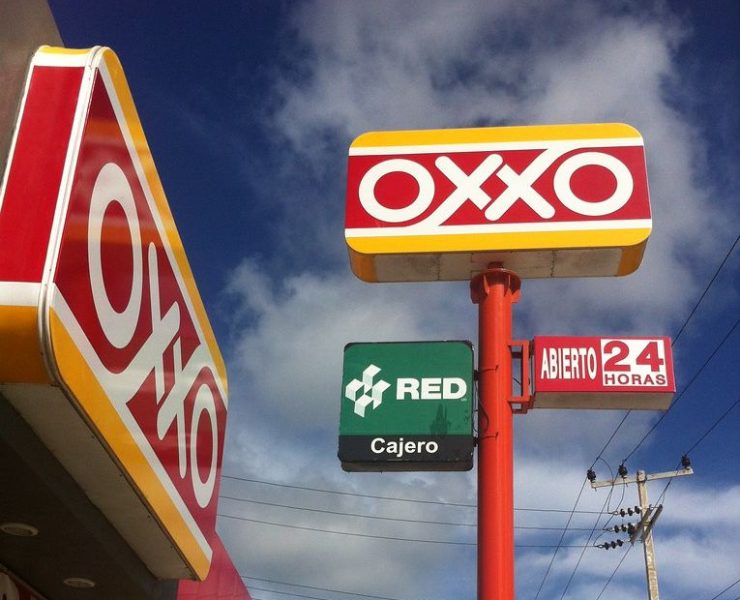 OXXO
OXXO
RED
Cajero
ABIERTO 24
HORAS